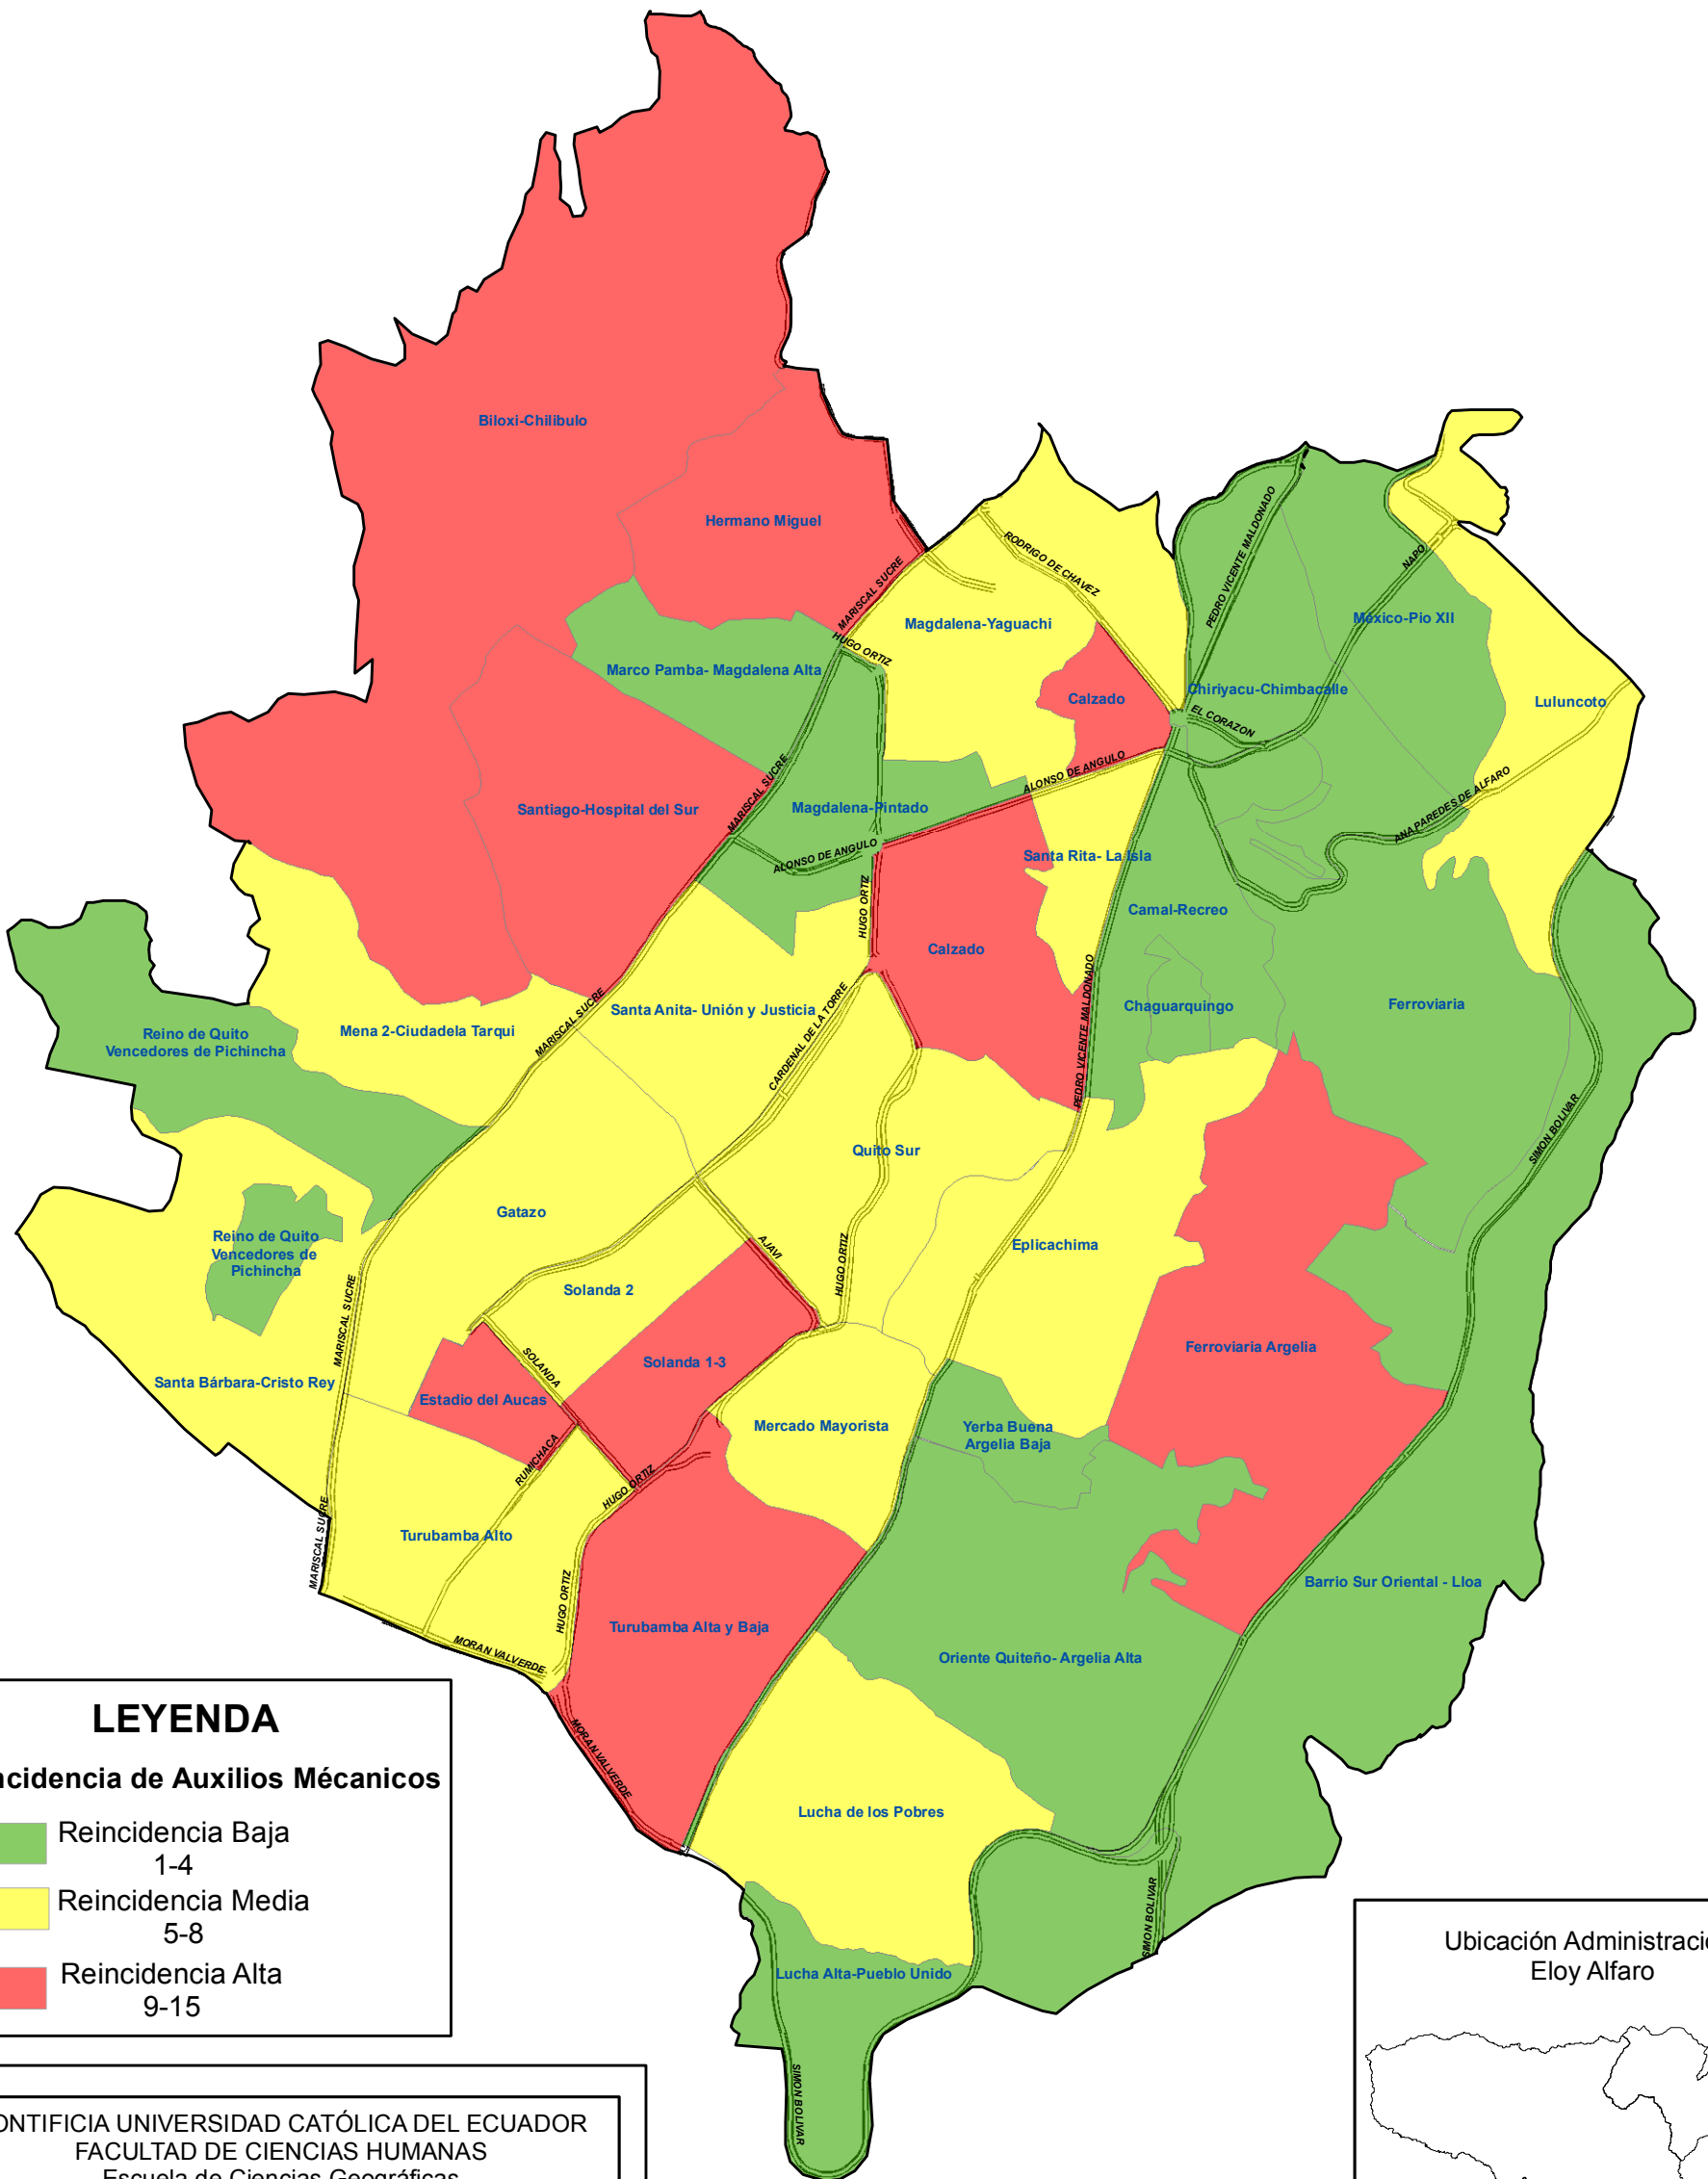 Biloxi-Chilibulo
Hermano Miguel
MARISCAL SUCRE
HUGO ORTIZ
RODRIGO DE CHAVEZ
PEDRO VICENTE MALDONADO
NAPO
Magdalena-Yaguachi
México-Pio XII
Marco Pamba- Magdalena Alta
Calzado
Chiriyacu-Chimbacalle
Luluncoto
EL CORAZON
MARISCAL SUCRE
ALONSO DE ANGULO
Santiago-Hospital del Sur
Magdalena-Pintado
ANA PAREDES DE ALFARO
ALONSO DE ANGULO
Santa Rita- La Isla
HUGO ORTIZ
Camal-Recreo
Calzado
PEDRO VICENTE MALDONADO
Chaguarquingo
Ferroviaria
Santa Anita- Unión y Justicia
CARDENAL DE LA TORRE
MARISCAL SUCRE
Mena 2-Ciudadela Tarqui
Reino de Quito
Vencedores de Pichincha
SIMON BOLIVAR
Quito Sur
Gatazo
Reino de Quito
Vencedores de
Pichincha
AJAVI
HUGO ORTIZ
Eplicachima
Solanda 2
MARISCAL SUCRE
Ferroviaria Argelia
SOLANDA
Solanda 1-3
Santa Bárbara-Cristo Rey
Estadio del Aucas
Mercado Mayorista
Yerba Buena
Argelia Baja
RUMICHACA
HUGO ORTIZ
MARISCAL SUCRE
Turubamba Alto
HUGO ORTIZ
Barrio Sur Oriental - Lloa
Turubamba Alta y Baja
MORAN VALVERDE
Oriente Quiteño- Argelia Alta
MORAN VALVERDE
Lucha de los Pobres
SIMON BOLIVAR
Lucha Alta-Pueblo Unido
SIMON BOLIVAR
LEYENDA
ncidencia de Auxilios Mécanicos
Reincidencia Baja
1-4
Reincidencia Media
5-8
Reincidencia Alta
9-15
Ubicación Administració
Eloy Alfaro
ONTIFICIA UNIVERSIDAD CATÓLICA DEL ECUADOR
FACULTAD DE CIENCIAS HUMANAS
Escuela de Ciencias Geográficas